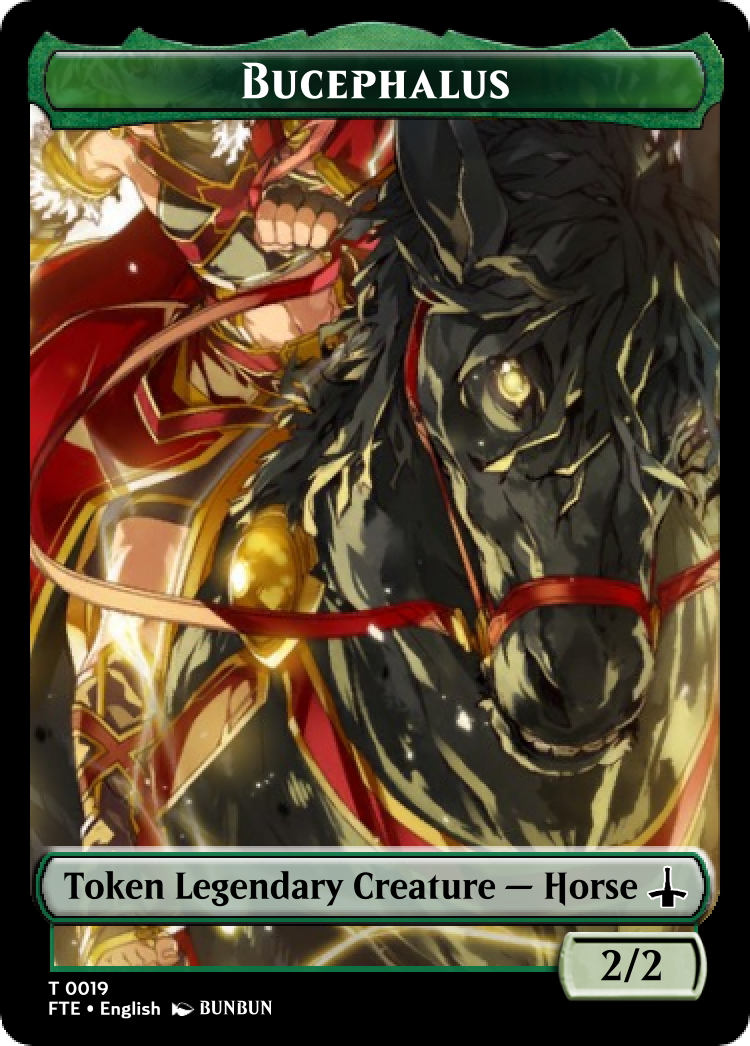 Bucephalus
Token Legendary Creature — Horse
2/2
T 0019
FTE • English BUNBUN